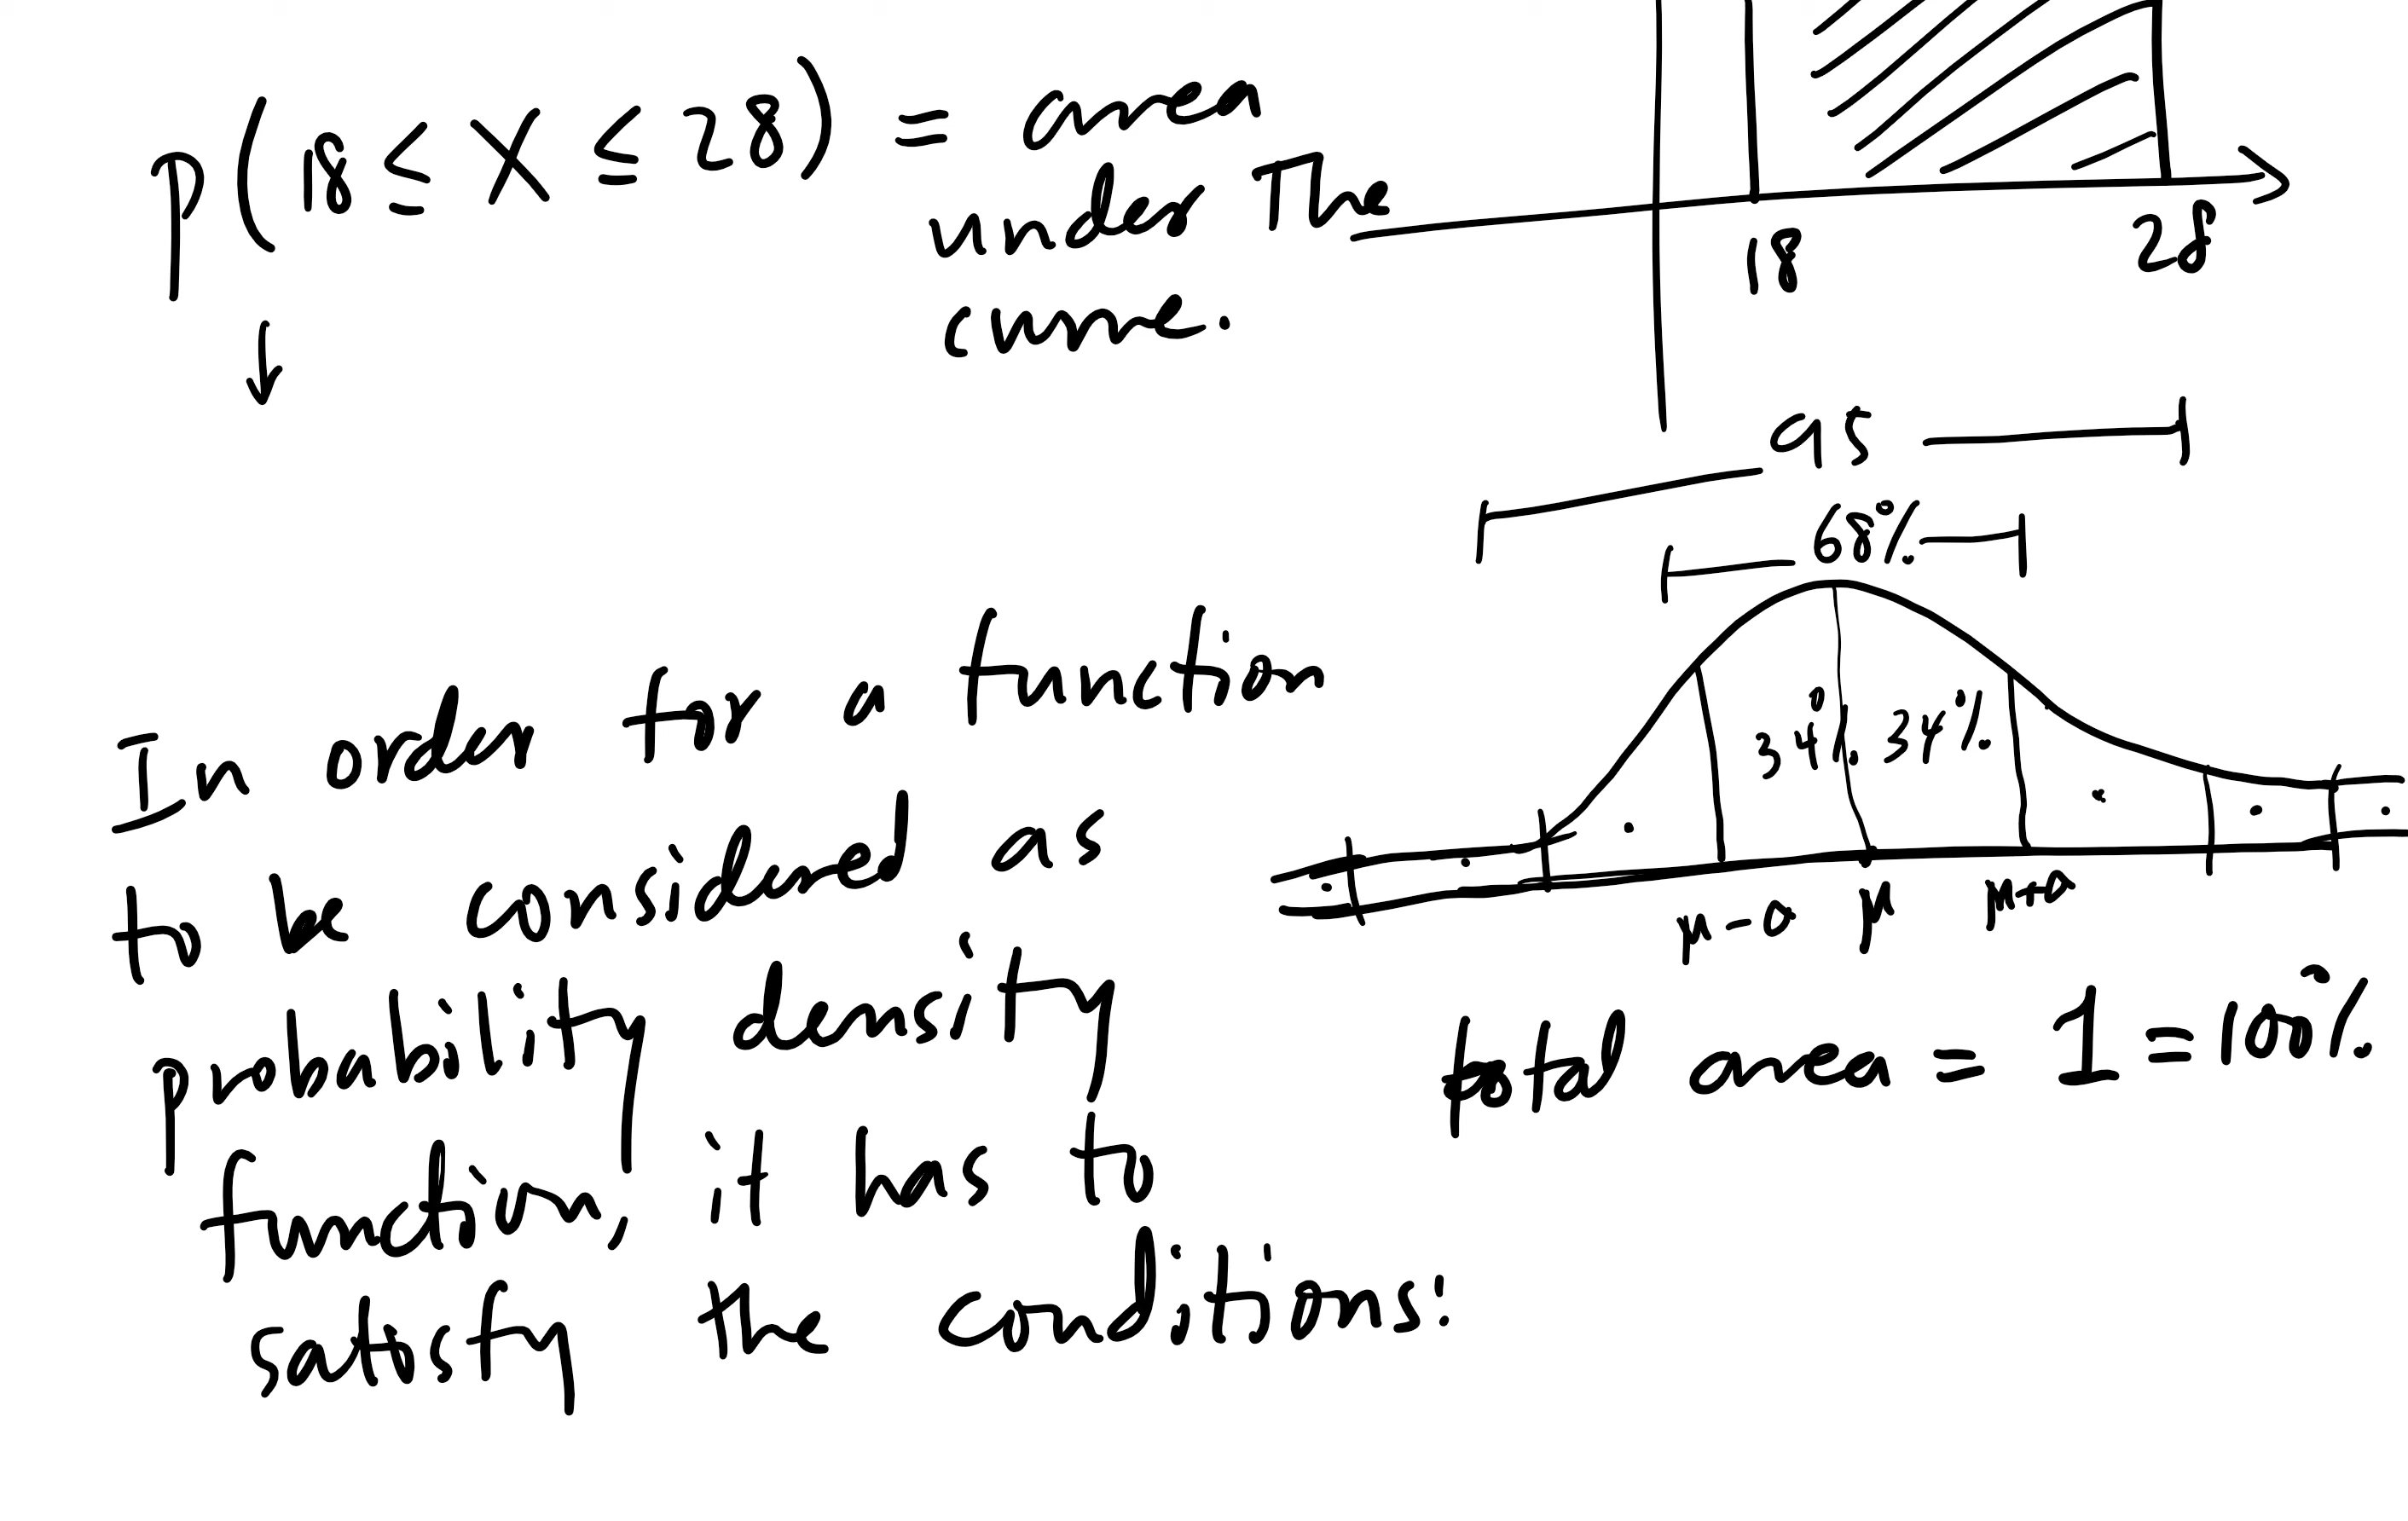 P(18 ≤ X ≤ 28) = area
under The
curve.
18
28
95
68%
34% 34%
μ-σ μ μ+σ
In order for a function
to be considered as
probability density
function, it has to
satisfy the conditions:
total area = 1 = 100%